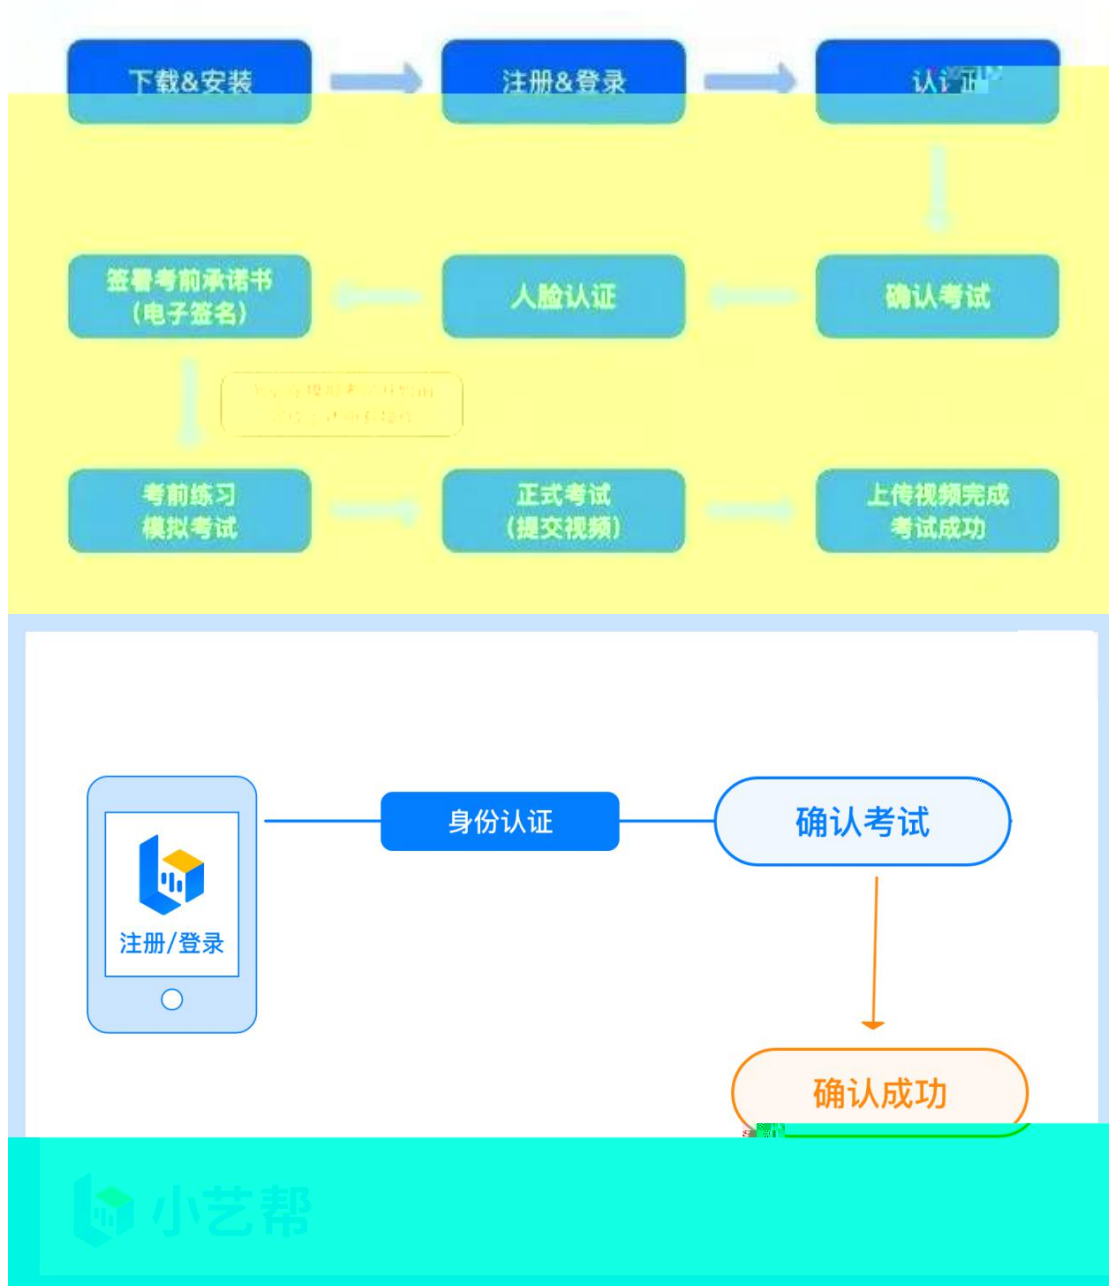 下载&安装
注册&登录
认证
签署考前承诺书
(电子签名)
人脸认证
确认考试
考前练习
模拟考试
正式考试
(提交视频)
上传视频完成
考试成功
身份认证
确认考试
注册/登录
确认成功
小艺帮